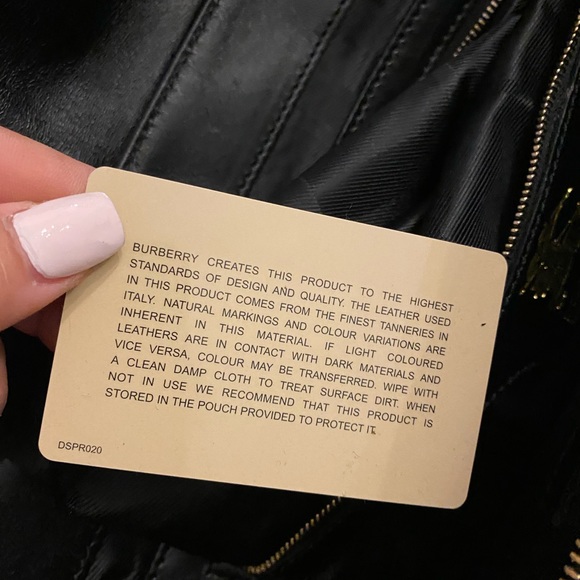 BURBERRY CREATES THIS PRODUCT TO THE HIGHEST
STANDARDS OF DESIGN AND QUALITY. THE LEATHER USED
IN THIS PRODUCT COMES FROM THE FINEST TANNERIES IN
ITALY. NATURAL MARKINGS AND COLOUR VARIATIONS ARE
INHERENT IN THIS MATERIAL. IF LIGHT COLOURED
LEATHERS ARE IN CONTACT WITH DARK MATERIALS AND
VICE VERSA, COLOUR MAY BE TRANSFERRED. WIPE WITH
A CLEAN DAMP CLOTH TO TREAT SURFACE DIRT. WHEN
NOT IN USE WE RECOMMEND THAT THIS PRODUCT IS
STORED IN THE POUCH PROVIDED TO PROTECT IT.
DSPR020